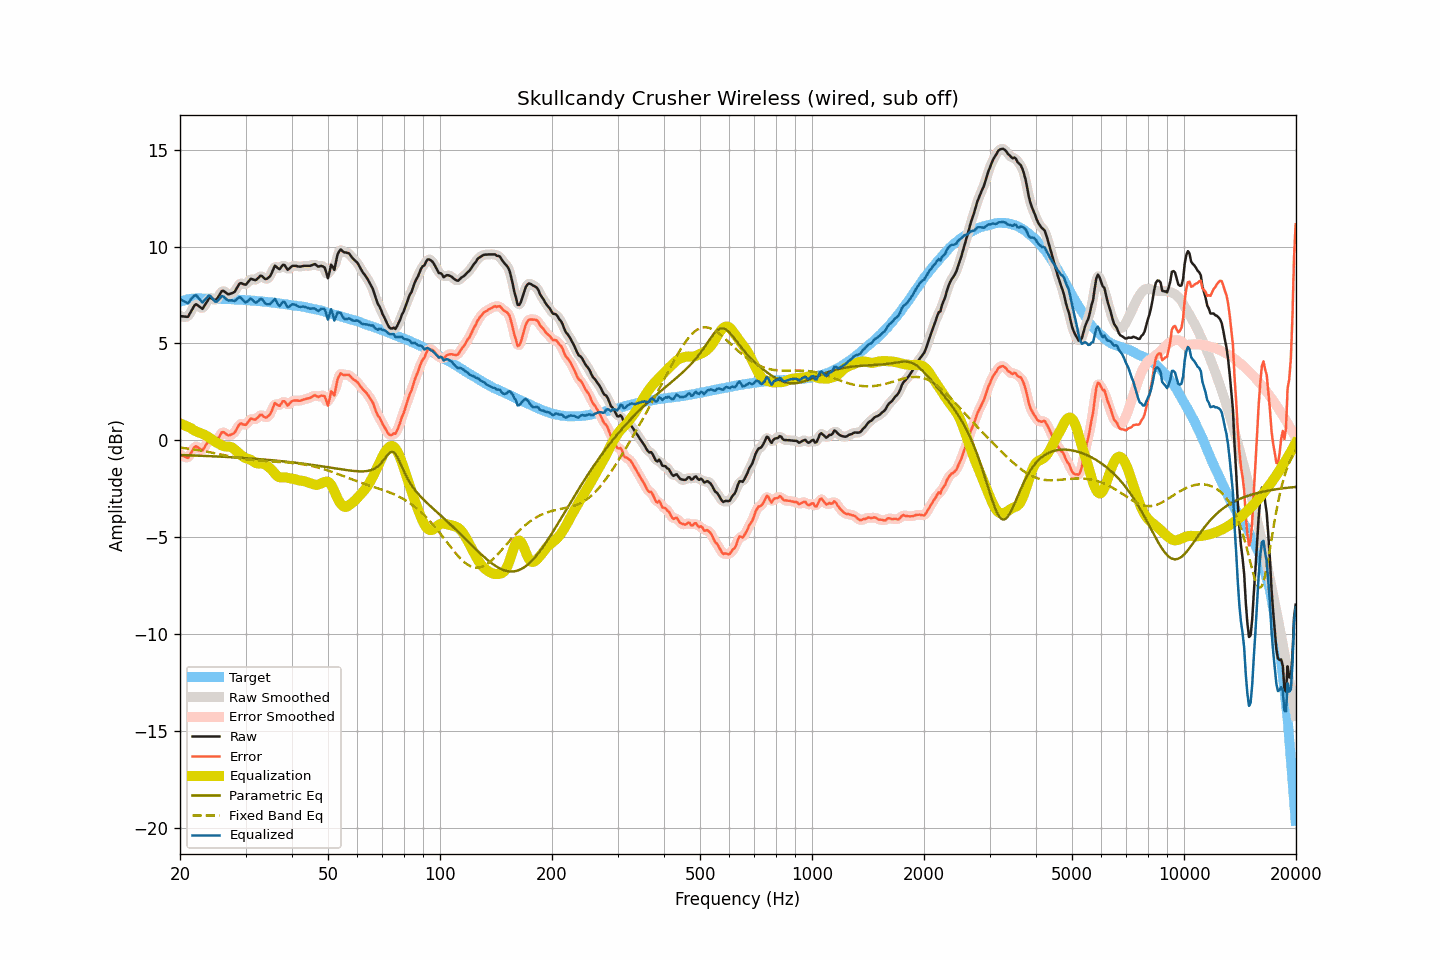 Skullcandy Crusher Wireless (wired, sub off)
Amplitude (dBr)
15
10
5
0
−5
−10
−15
−20
Target
Raw Smoothed
Error Smoothed
Raw
Error
Equalization
Parametric Eq
Fixed Band Eq
Equalized
20 50 100 200 500 1000 2000 5000 10000 20000
Frequency (Hz)